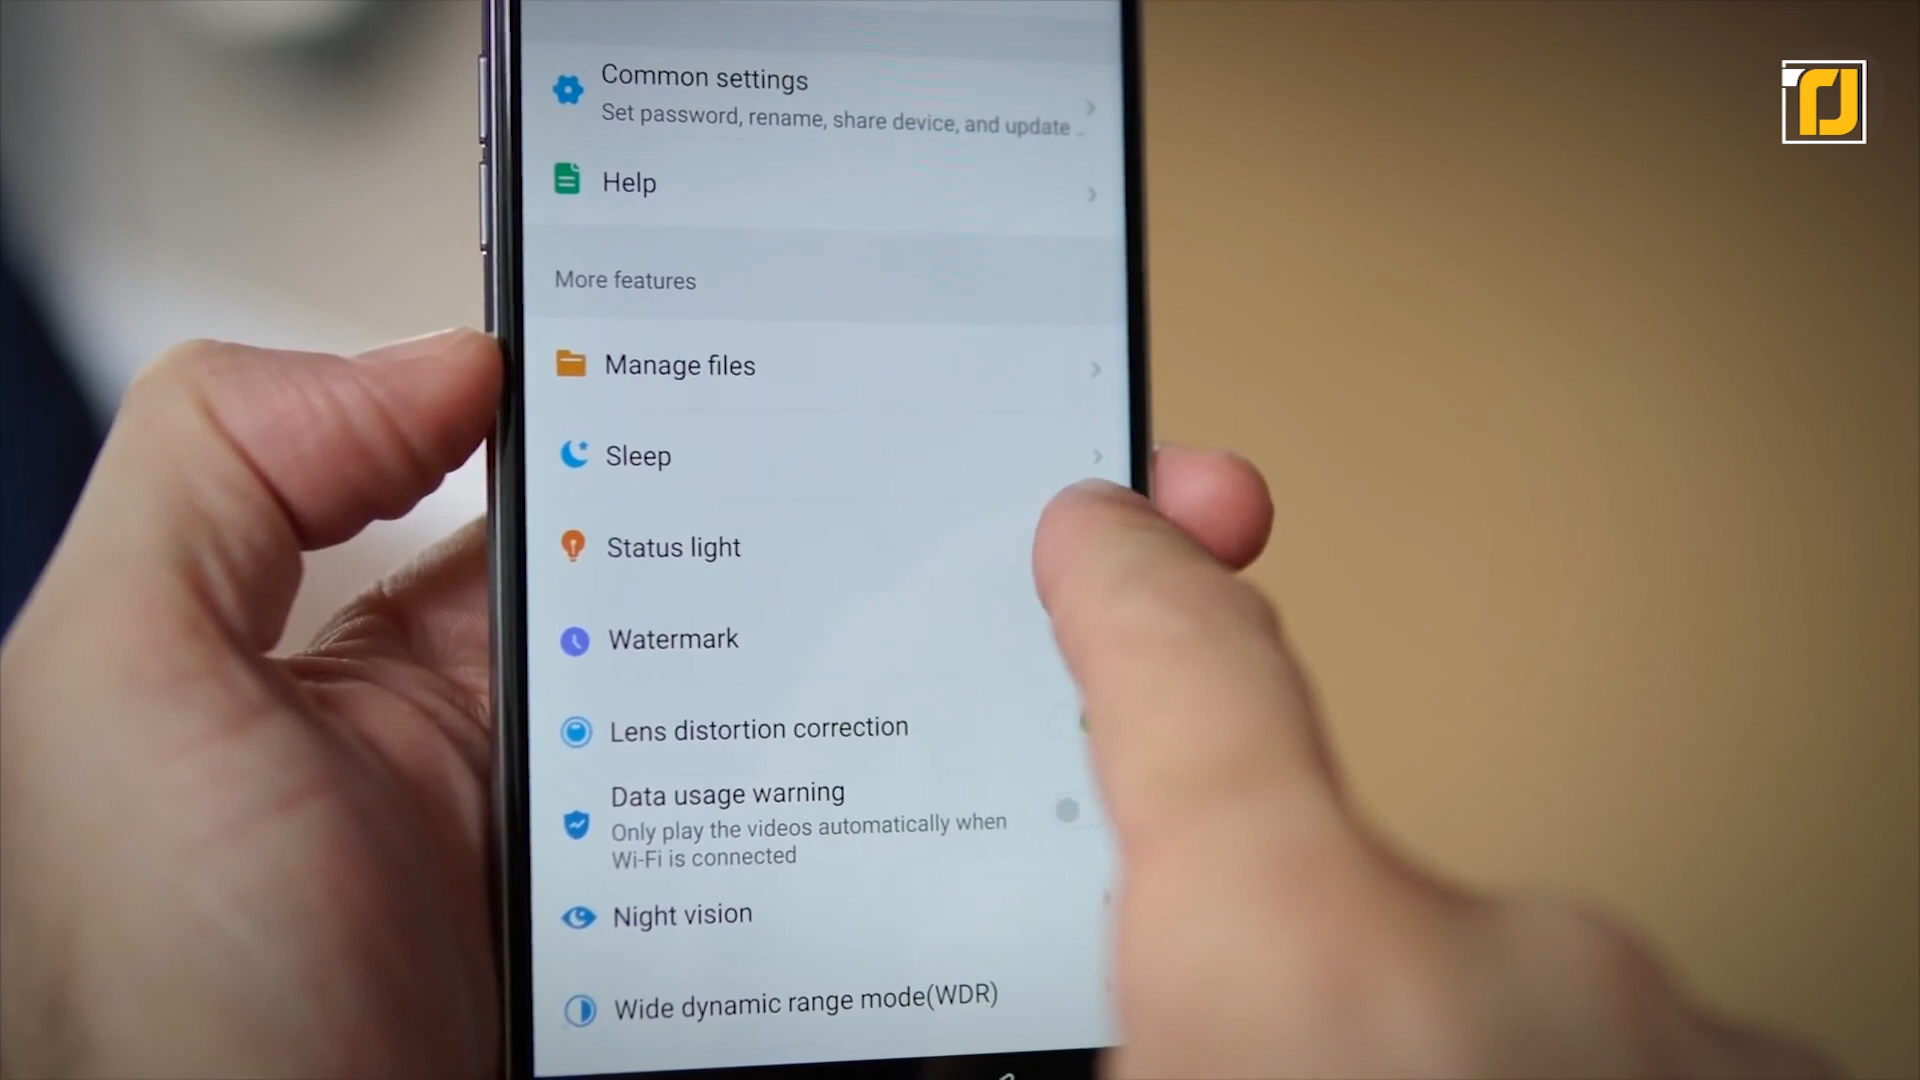 Common settings
Set password, rename, share device, and update ..
Help
More features
Manage files
Sleep
Status light
Watermark
Lens distortion correction
Data usage warning
Only play the videos automatically when
Wi-Fi is connected
Night vision
Wide dynamic range mode(WDR)